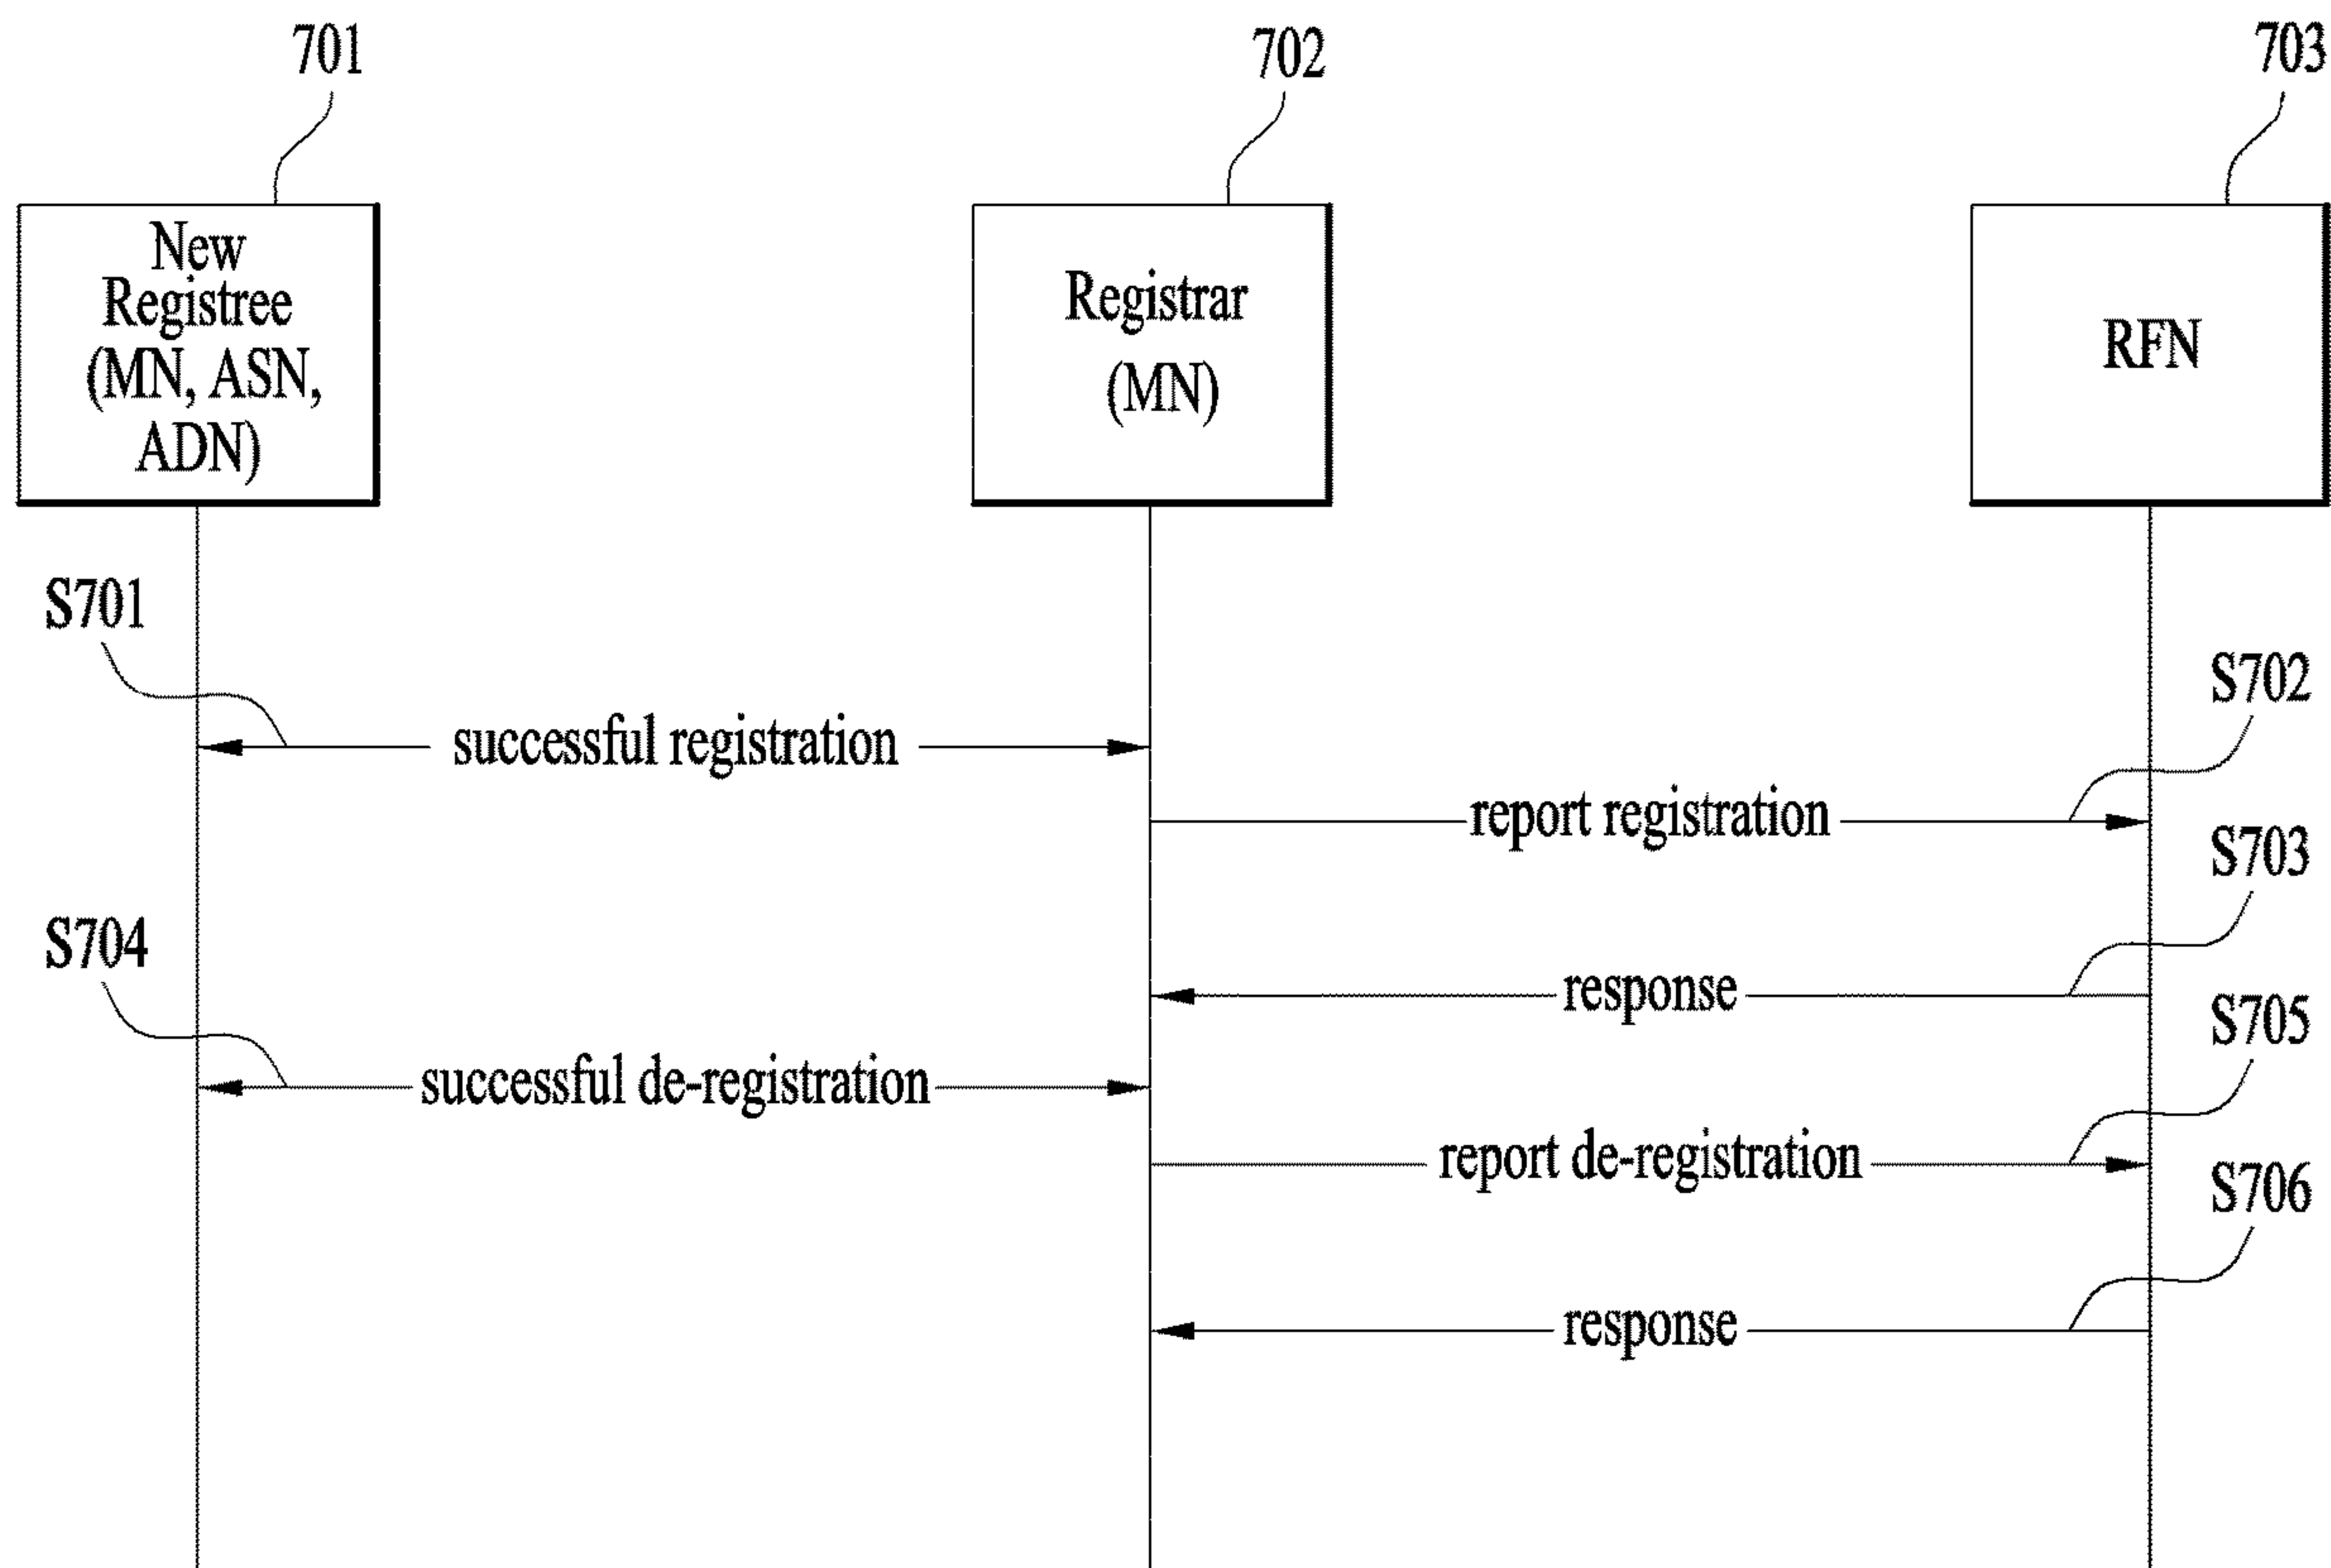 701
702
703
New
Registree
(MN, ASN,
ADN)
Registrar
(MN)
RFN
S701
successful registration
S702
report registration
S703
response
S704
successful de-registration
S705
report de-registration
S706
response